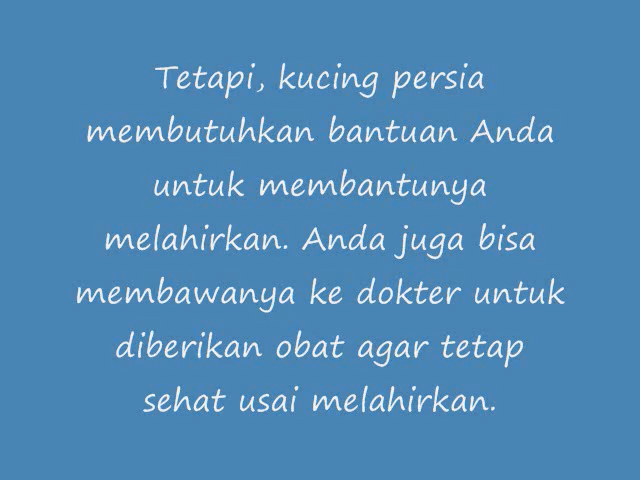 Tetapi, kucing persia
membutuhkan bantuan Anda
untuk membantunya
melahirkan. Anda juga bisa
membawanya ke dokter untuk
diberikan obat agar tetap
sehat usai melahirkan.